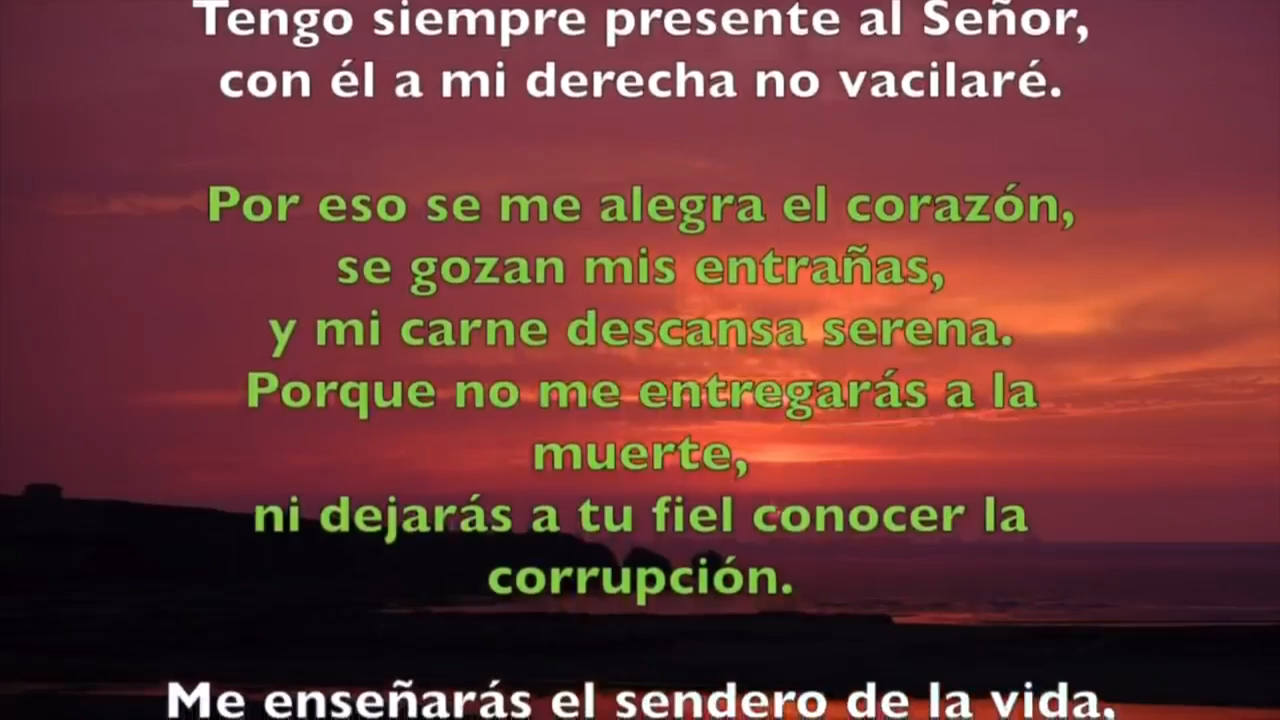 Tengo siempre presente al Señor,
con él a mi derecha no vacilaré.
Por eso se me alegra el corazón,
se gozan mis entrañas,
y mi carne descansa serena.
Porque no me entregarás a la
muerte,
ni dejarás a tu fiel conocer la
corrupción.
Me enseñarás el sendero de la vida,